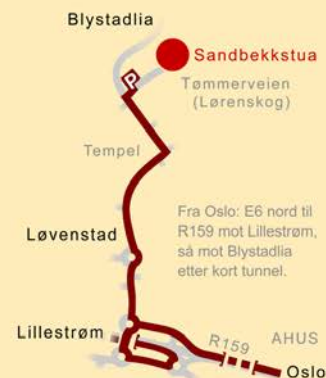 Blystadlia
Sandbekkstua
P
Tømmerveien
(Lørenskog)
Tempel
Fra Oslo: E6 nord til
R159 mot Lillestrøm,
så mot Blystadlia
etter kort tunnel.
Løvenstad
Lillestrøm
R159
AHUS
Oslo